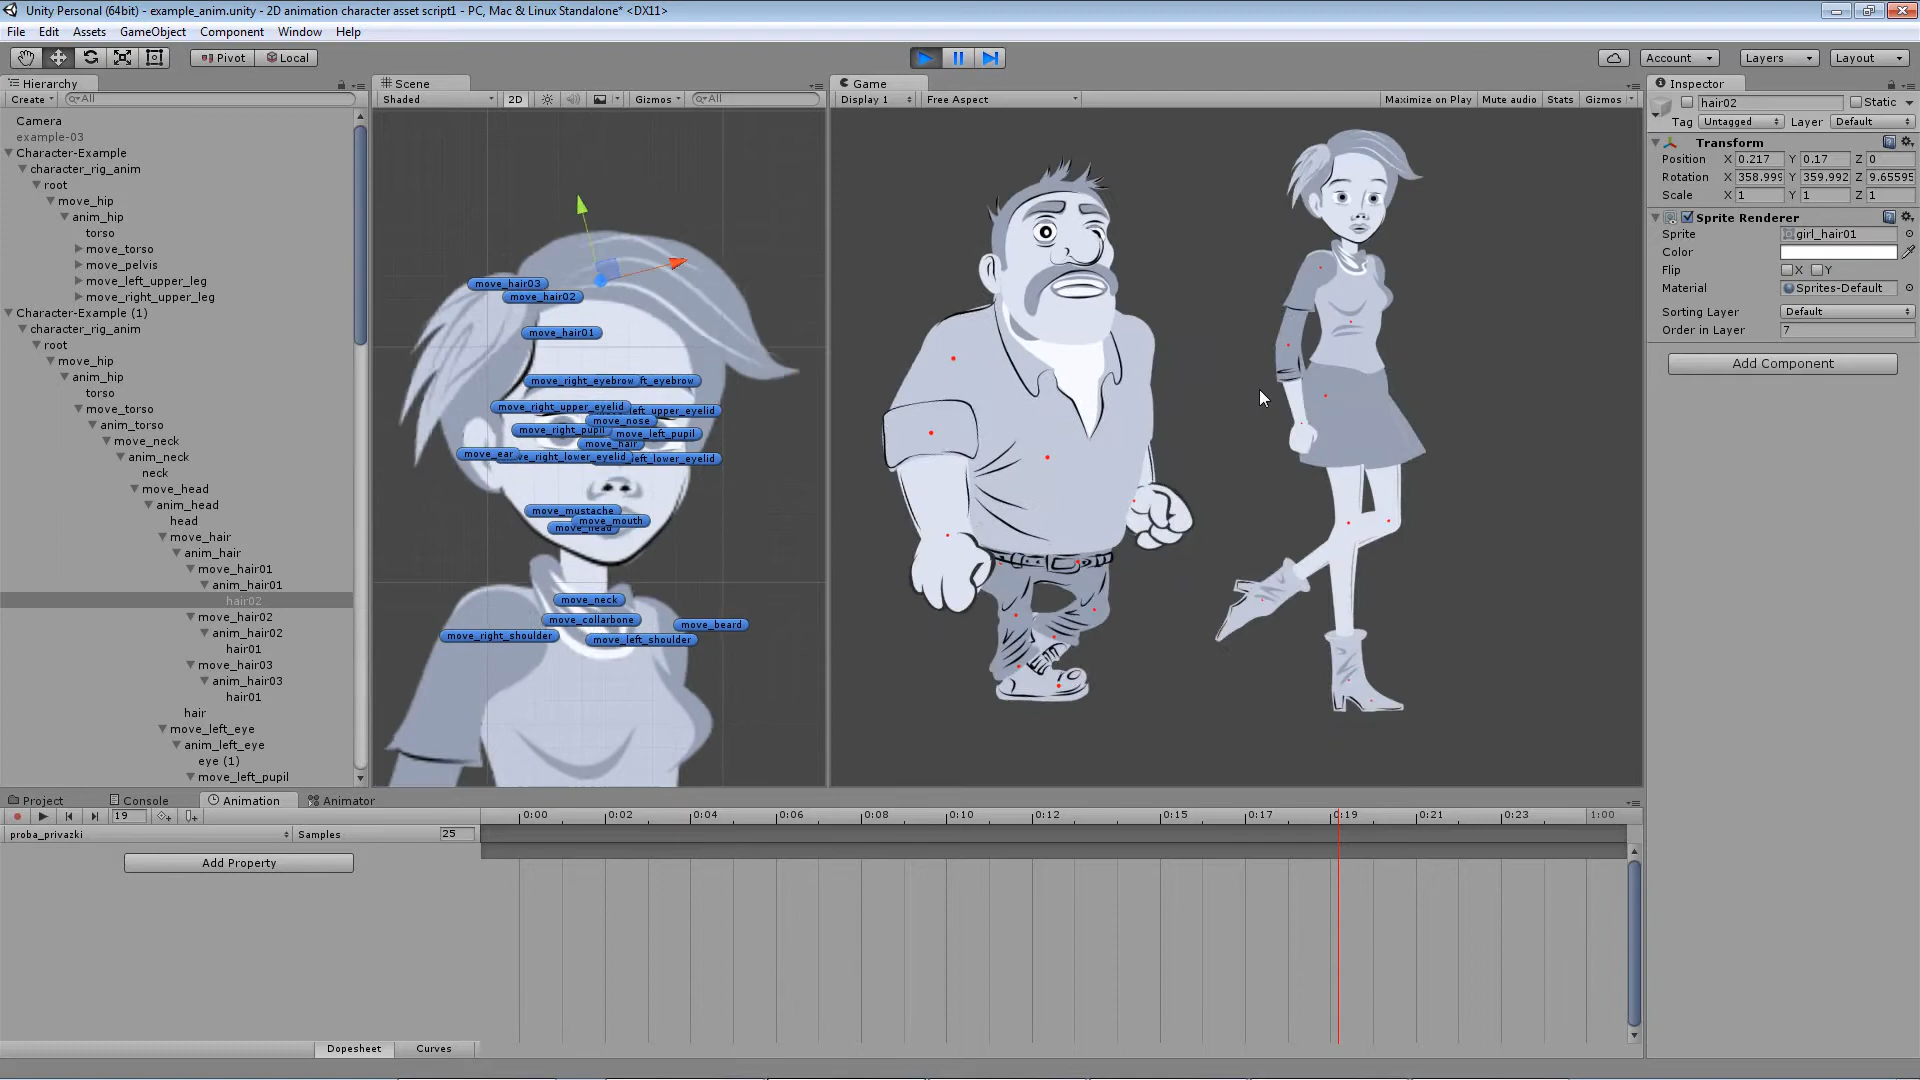 Unity Personal (64bit) - example_anim.unity - 2D animation character asset script1 - PC, Mac & Linux Standalone* <DX11>
File Edit Assets GameObject Component Window Help
Pivot Local Account Layers Layout
Hierarchy
Create All
Camera
example-03
Character-Example
character_rig_anim
root
move_hip
anim_hip
torso
move_torso
move_pelvis
move_left_upper_leg
move_right_upper_leg
Character-Example (1)
character_rig_anim
root
move_hip
anim_hip
torso
move_torso
anim_torso
move_neck
anim_neck
neck
move_head
anim_head
head
move_hair
anim_hair
move_hair01
anim_hair01
hair02
move_hair02
anim_hair02
hair01
move_hair03
anim_hair03
hair01
hair
move_left_eye
anim_left_eye
eye (1)
move_left_pupil
Scene
Shaded 2D Gizmos All
move_hair03
move_hair02
move_hair01
move_right_eyebrow ft_eyebrow
move_right_upper_eyelid left_upper_eyelid
move_nose
move_right_pupil move_left_pupil
move_hair
move_ear ve_right_lower_eyelid left_lower_eyelid
move_mustache
move_mouth
move_head
move_neck
move_collarbone move_beard
move_right_shoulder move_left_shoulder
Game
Display 1 Free Aspect Maximize on Play Mute audio Stats Gizmos
Inspector
hair02 Static
Tag Untagged Layer Default
Transform
Position X 0.217 Y 0.17 Z 0
Rotation X 358.999 Y 359.992 Z 9.65595
Scale X 1 Y 1 Z 1
Sprite Renderer
Sprite girl_hair01
Color
Flip X Y
Material Sprites-Default
Sorting Layer Default
Order in Layer 7
Add Component
Project Console Animation Animator
19 0:00 0:02 0:04 0:06 0:08 0:10 0:12 0:15 0:17 0:19 0:21 0:23 1:00
proba_privazki Samples 25
Add Property
Dopesheet Curves